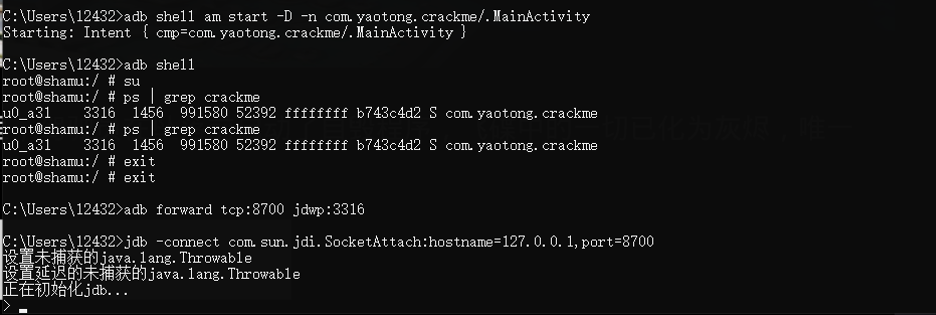 C:\Users\12432>adb shell am start -D -n com.yaotong.crackme/.MainActivity
Starting: Intent { cmp=com.yaotong.crackme/.MainActivity }
C:\Users\12432>adb shell
root@shamu:/ # su
root@shamu:/ # ps | grep crackme
u0_a31    3316  1456  991580 52392 ffffffff b743c4d2 S com.yaotong.crackme
root@shamu:/ # ps | grep crackme
u0_a31    3316  1456  991580 52392 ffffffff b743c4d2 S com.yaotong.crackme
root@shamu:/ # exit
root@shamu:/ # exit
C:\Users\12432>adb forward tcp:8700 jdwp:3316
C:\Users\12432>jdb -connect com.sun.jdi.SocketAttach:hostname=127.0.0.1,port=8700
设置未捕获的java.lang.Throwable
设置延迟的未捕获的java.lang.Throwable
正在初始化jdb...
>